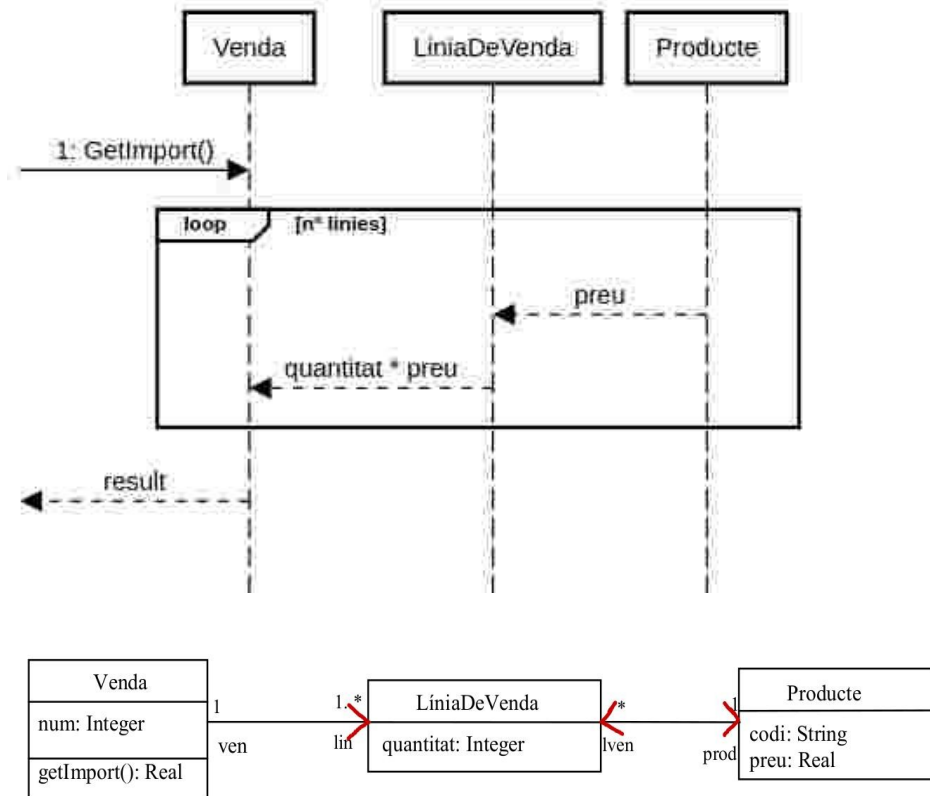 Venda
LíniaDeVenda
Producte
1: GetImport()
loop
[nº línies]
preu
quantitat * preu
result
Venda
num: Integer
getImport(): Real
1
ven
1..*
lin
LíniaDeVenda
quantitat: Integer
*
lven
1
prod
Producte
codi: String
preu: Real